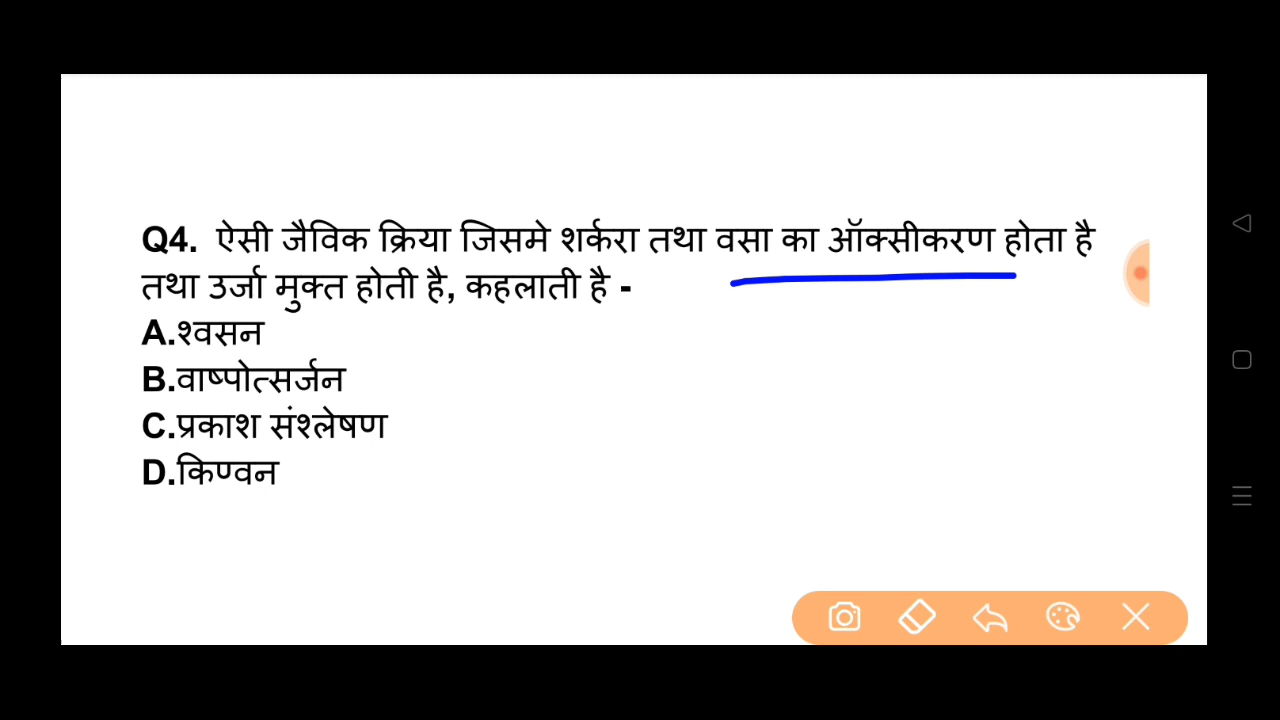 Q4. ऐसी जैविक क्रिया जिसमे शर्करा तथा वसा का ऑक्सीकरण होता है
तथा उर्जा मुक्त होती है, कहलाती है -
A.श्वसन
B.वाष्पोत्सर्जन
C.प्रकाश संश्लेषण
D.किण्वन